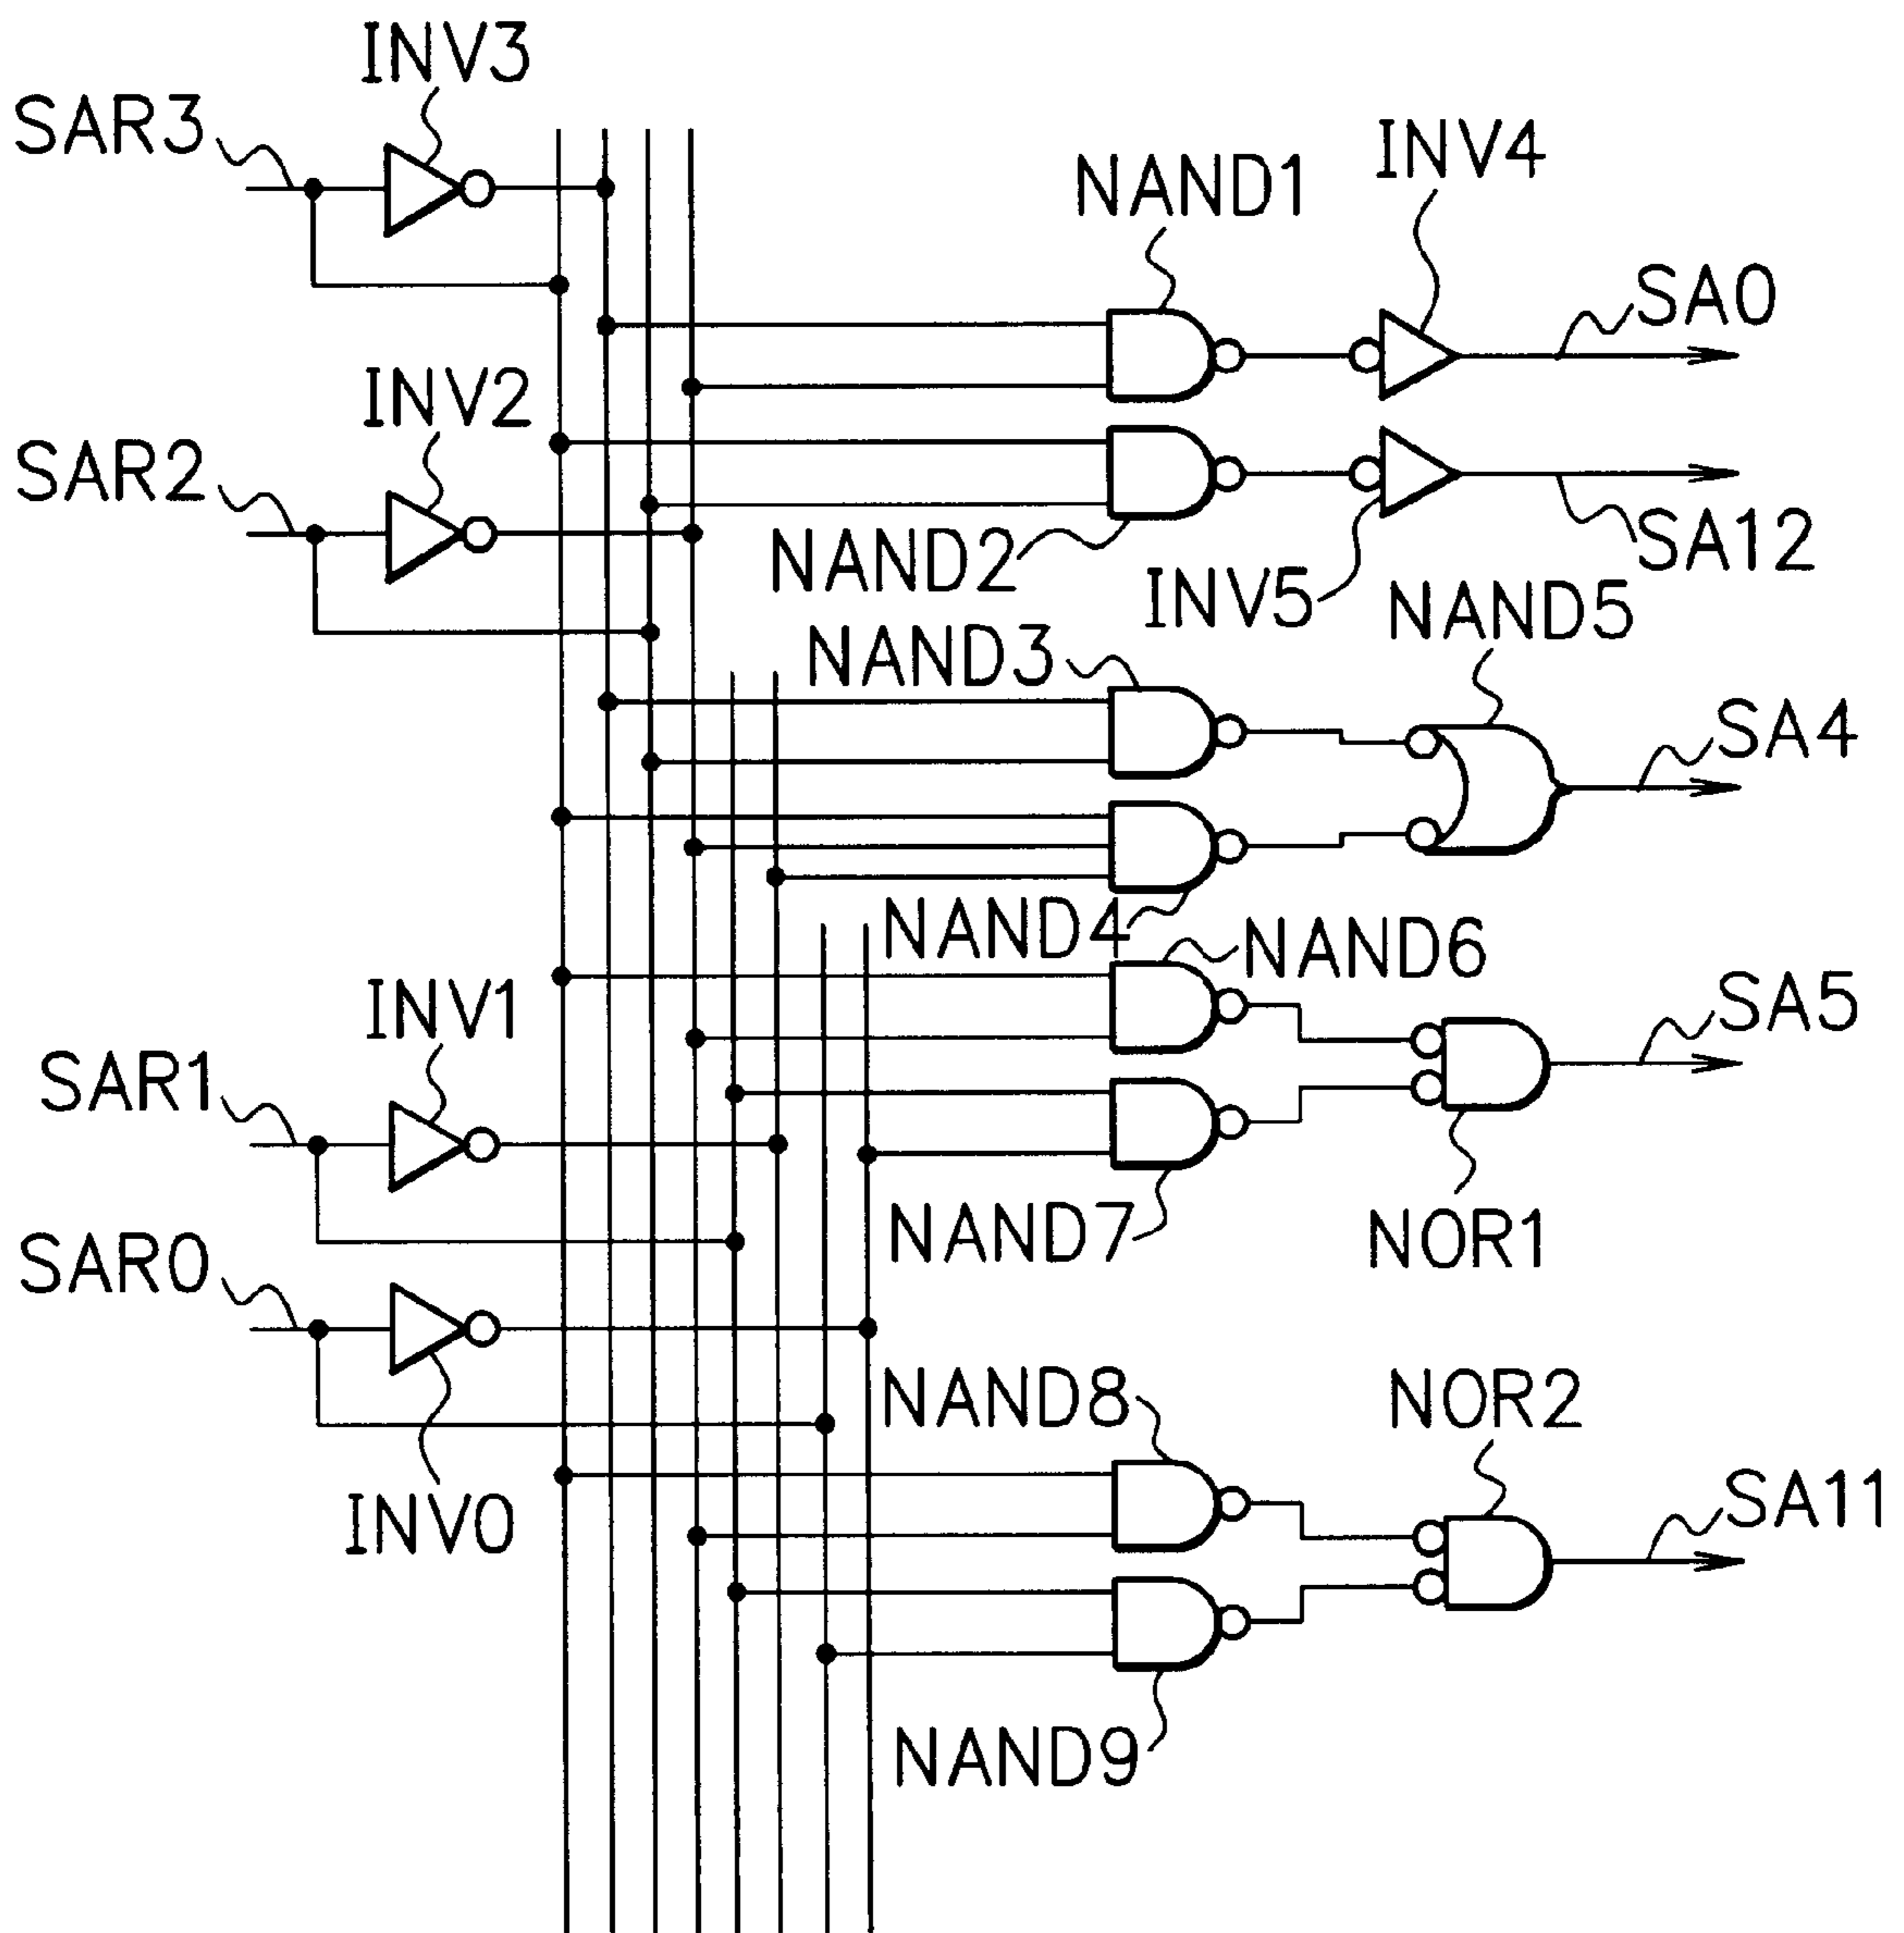 INV3
SAR3
INV4
NAND1
SA0
INV2
SAR2
NAND2
SA12
INV5
NAND5
NAND3
SA4
NAND4
NAND6
INV1
SA5
SAR1
NAND7
NOR1
SAR0
NAND8
NOR2
INV0
SA11
NAND9